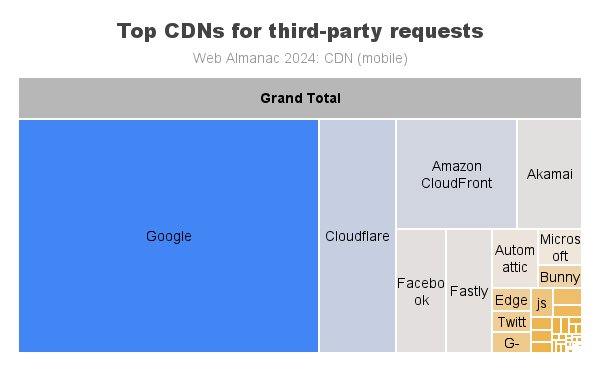 Top CDNs for third-party requests
Web Almanac 2024: CDN (mobile)
Grand Total
Google
Cloudflare
Amazon
CloudFront
Akamai
Facebo
ok
Fastly
Autom
attic
Micros
oft
Bunny
Edge
js
Twitt
G-